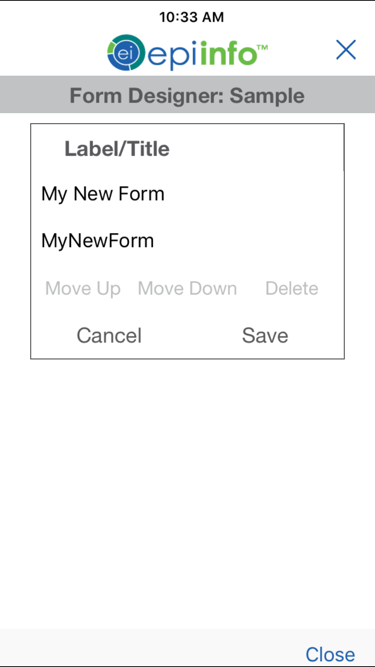 10:33 AM
ei epiinfo™
Form Designer: Sample
Label/Title
My New Form
MyNewForm
Move Up Move Down Delete
Cancel Save
Close